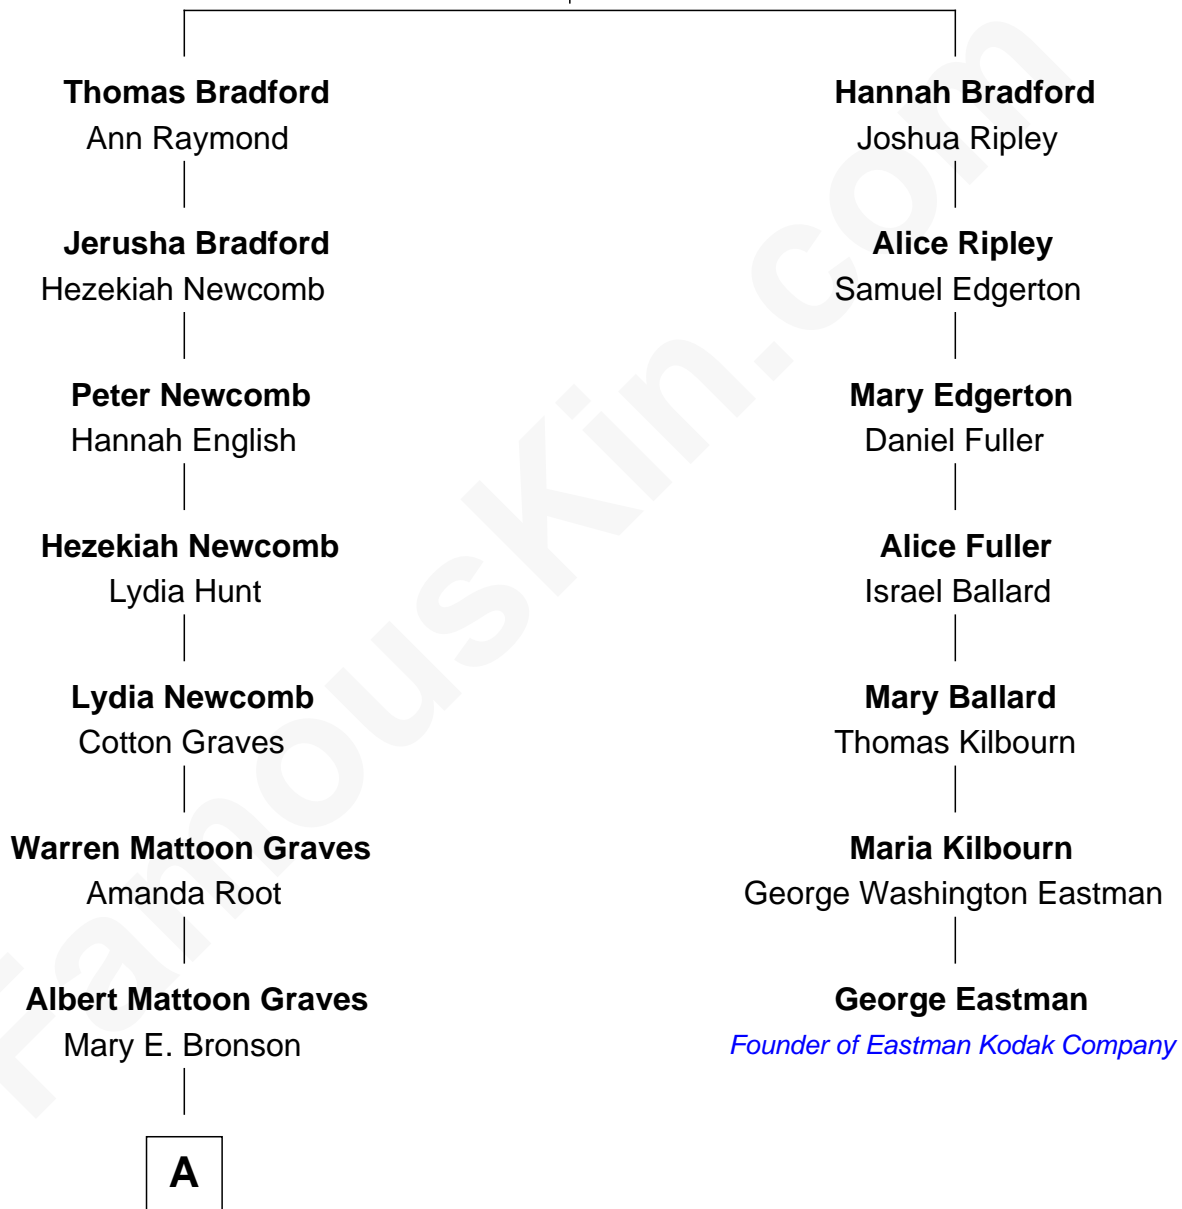 Thomas Bradford
Ann Raymond
Jerusha Bradford
Hezekiah Newcomb
Peter Newcomb
Hannah English
Hezekiah Newcomb
Lydia Hunt
Lydia Newcomb
Cotton Graves
Warren Mattoon Graves
Amanda Root
Albert Mattoon Graves
Mary E. Bronson
A
Hannah Bradford
Joshua Ripley
Alice Ripley
Samuel Edgerton
Mary Edgerton
Daniel Fuller
Alice Fuller
Israel Ballard
Mary Ballard
Thomas Kilbourn
Maria Kilbourn
George Washington Eastman
George Eastman
Founder of Eastman Kodak Company
FamousKin.com